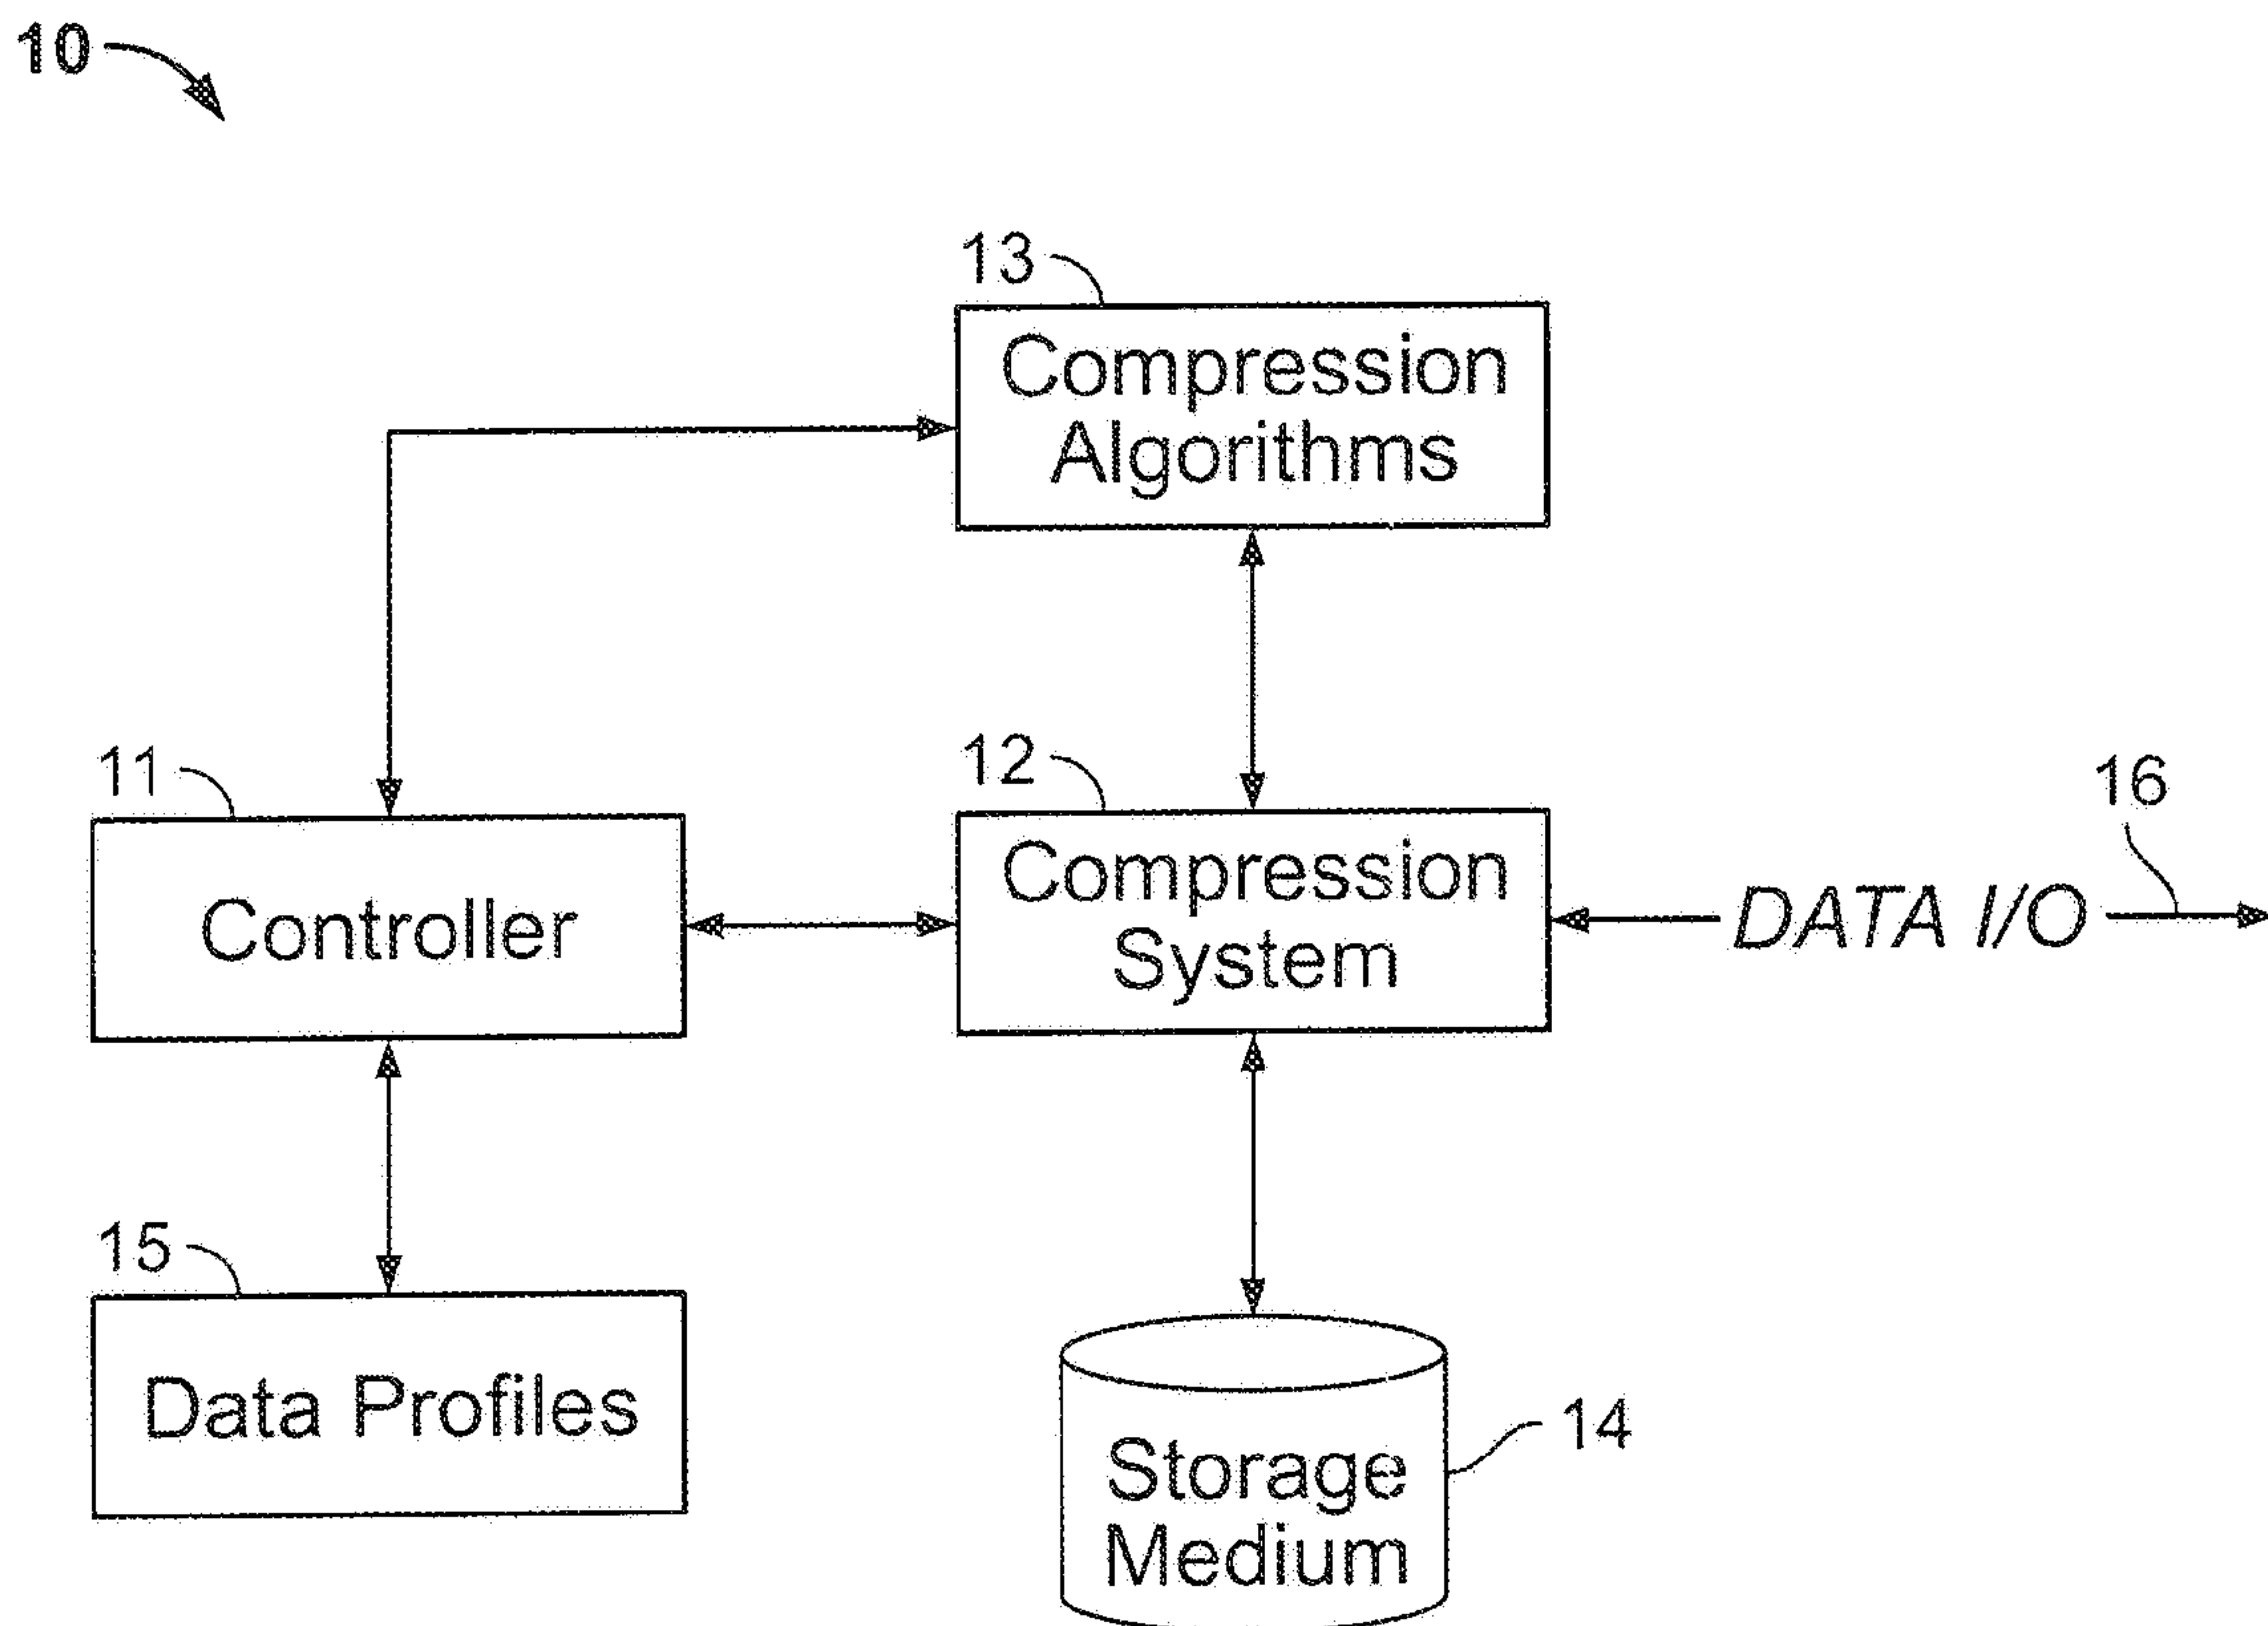 10
13
Compression
Algorithms
11
Controller
12
Compression
System
16
DATA I/O
15
Data Profiles
14
Storage
Medium